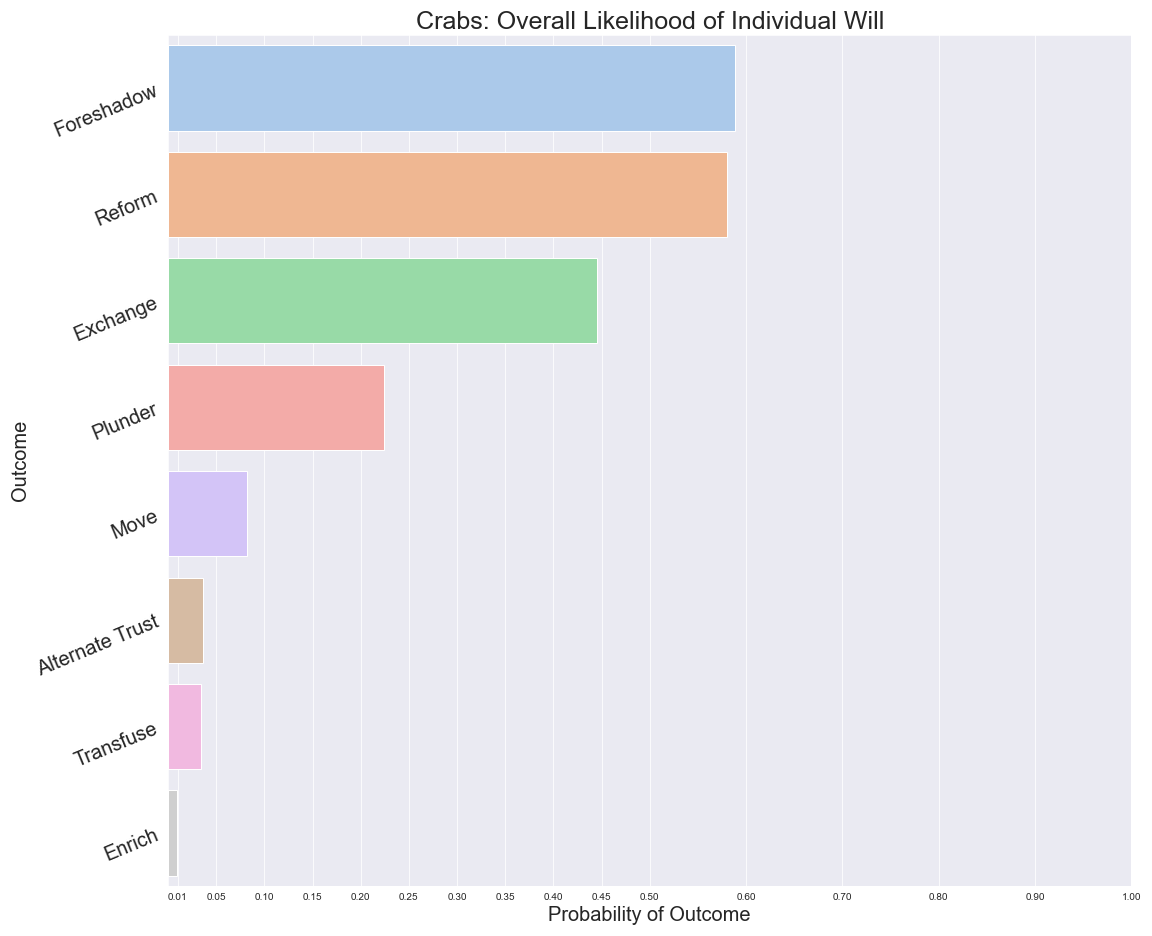 Crabs: Overall Likelihood of Individual Will
Outcome
Foreshadow
Reform
Exchange
Plunder
Move
Alternate Trust
Transfuse
Enrich
0.01 0.05 0.10 0.15 0.20 0.25 0.30 0.35 0.40 0.45 0.50 0.60 0.70 0.80 0.90 1.00
Probability of Outcome